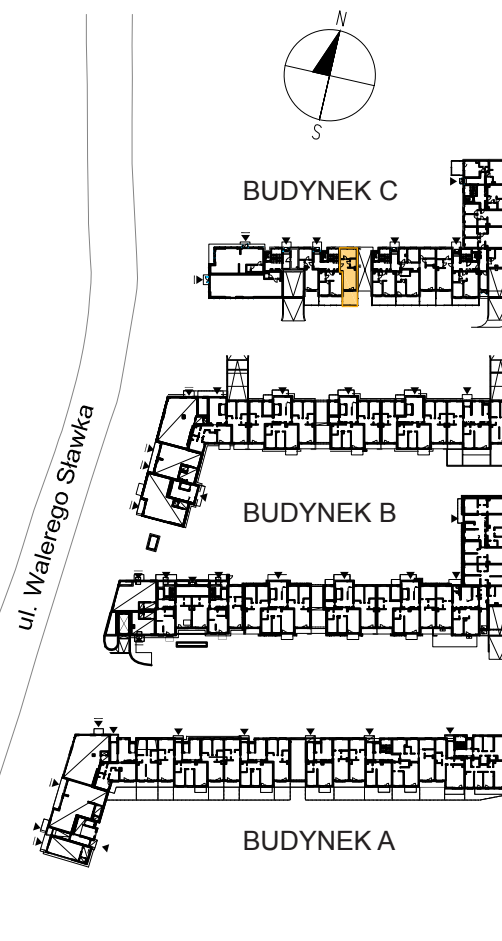 N
S
BUDYNEK C
ul. Walerego Sławka
BUDYNEK B
BUDYNEK A